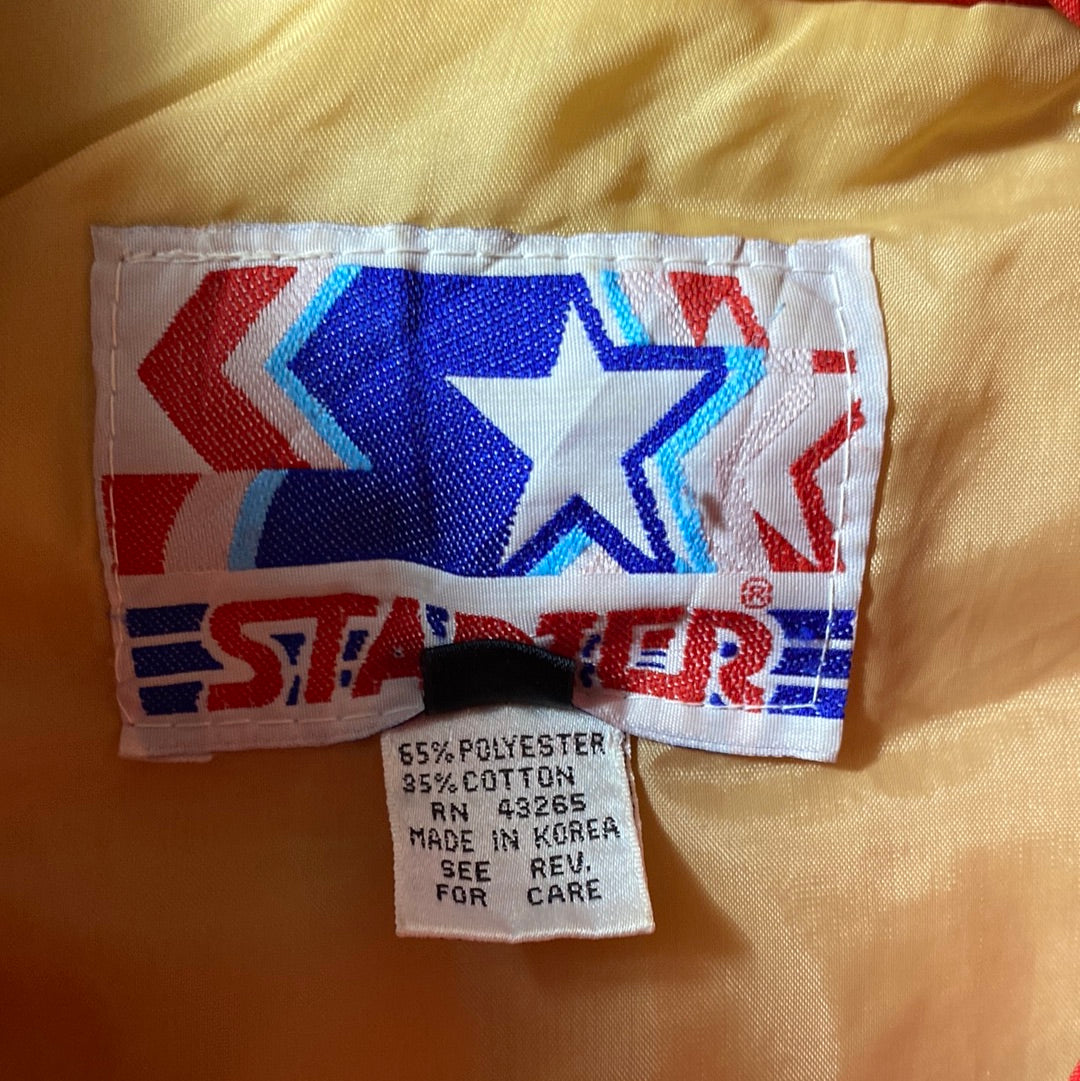 STARTER®
65% POLYESTER
35% COTTON
RN 43265
MADE IN KOREA
SEE REV.
FOR CARE